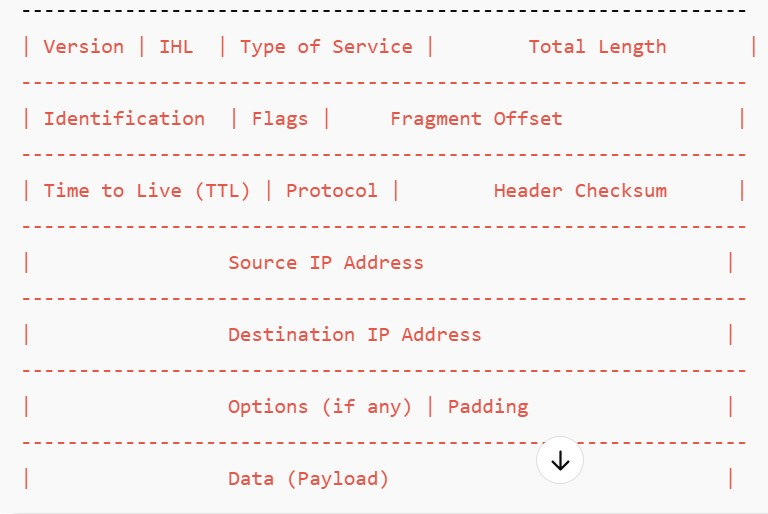 | Version | IHL | Type of Service | Total Length |
| Identification | Flags | Fragment Offset |
| Time to Live (TTL) | Protocol | Header Checksum |
| Source IP Address |
| Destination IP Address |
| Options (if any) | Padding |
| Data (Payload) |